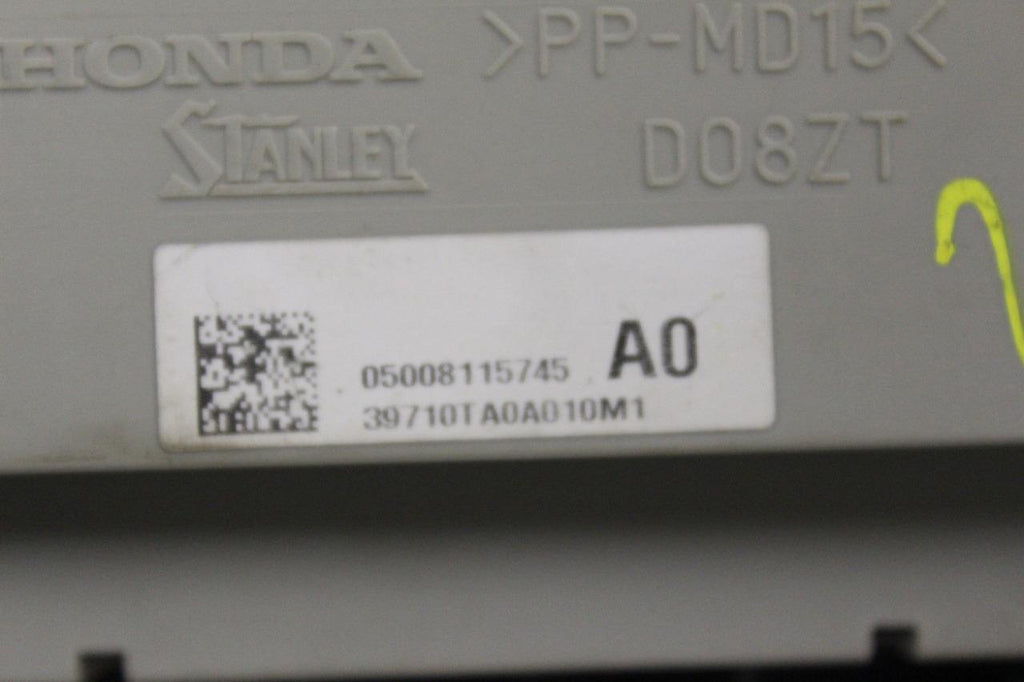 HONDA >PP-MD15<
STANLEY D08ZT
05008115745 A0
39710TA0A010M1